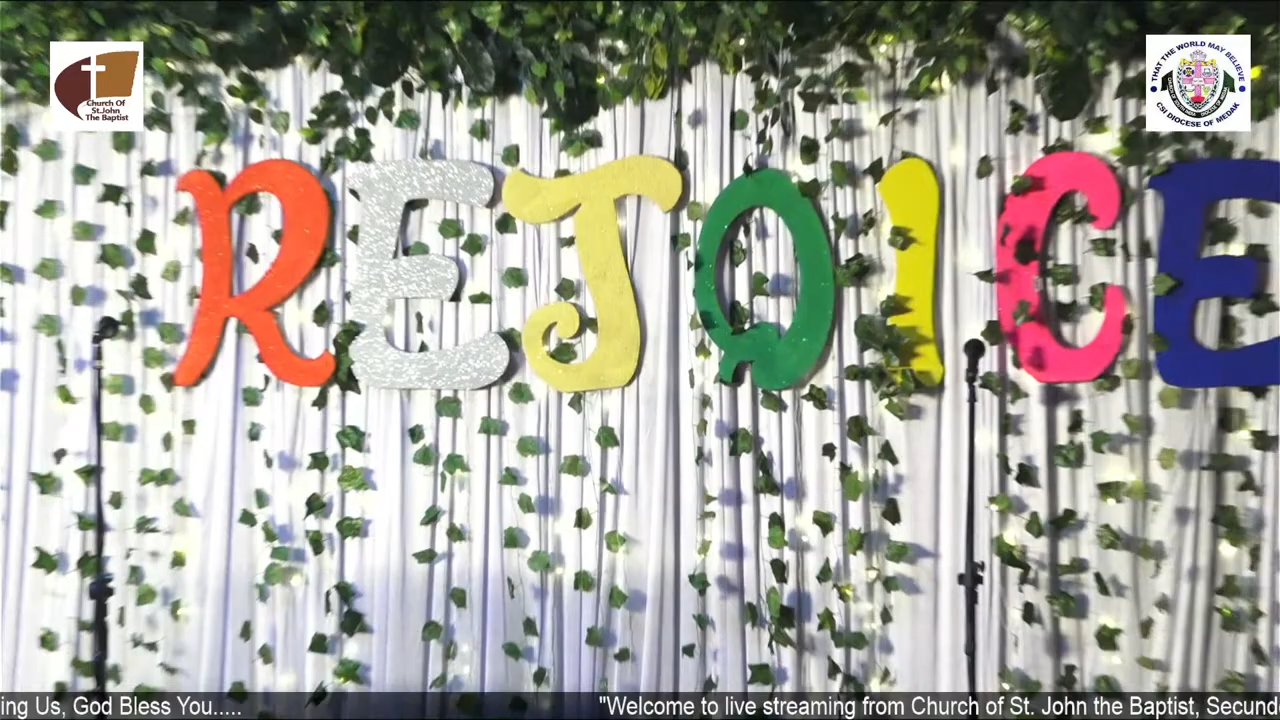 Church Of
St.John
The Baptist
• THAT THE WORLD MAY BELIEVE •
CSI DIOCESE OF MEDAK
REJOICE
ing Us, God Bless You..... "Welcome to live streaming from Church of St. John the Baptist, Secund